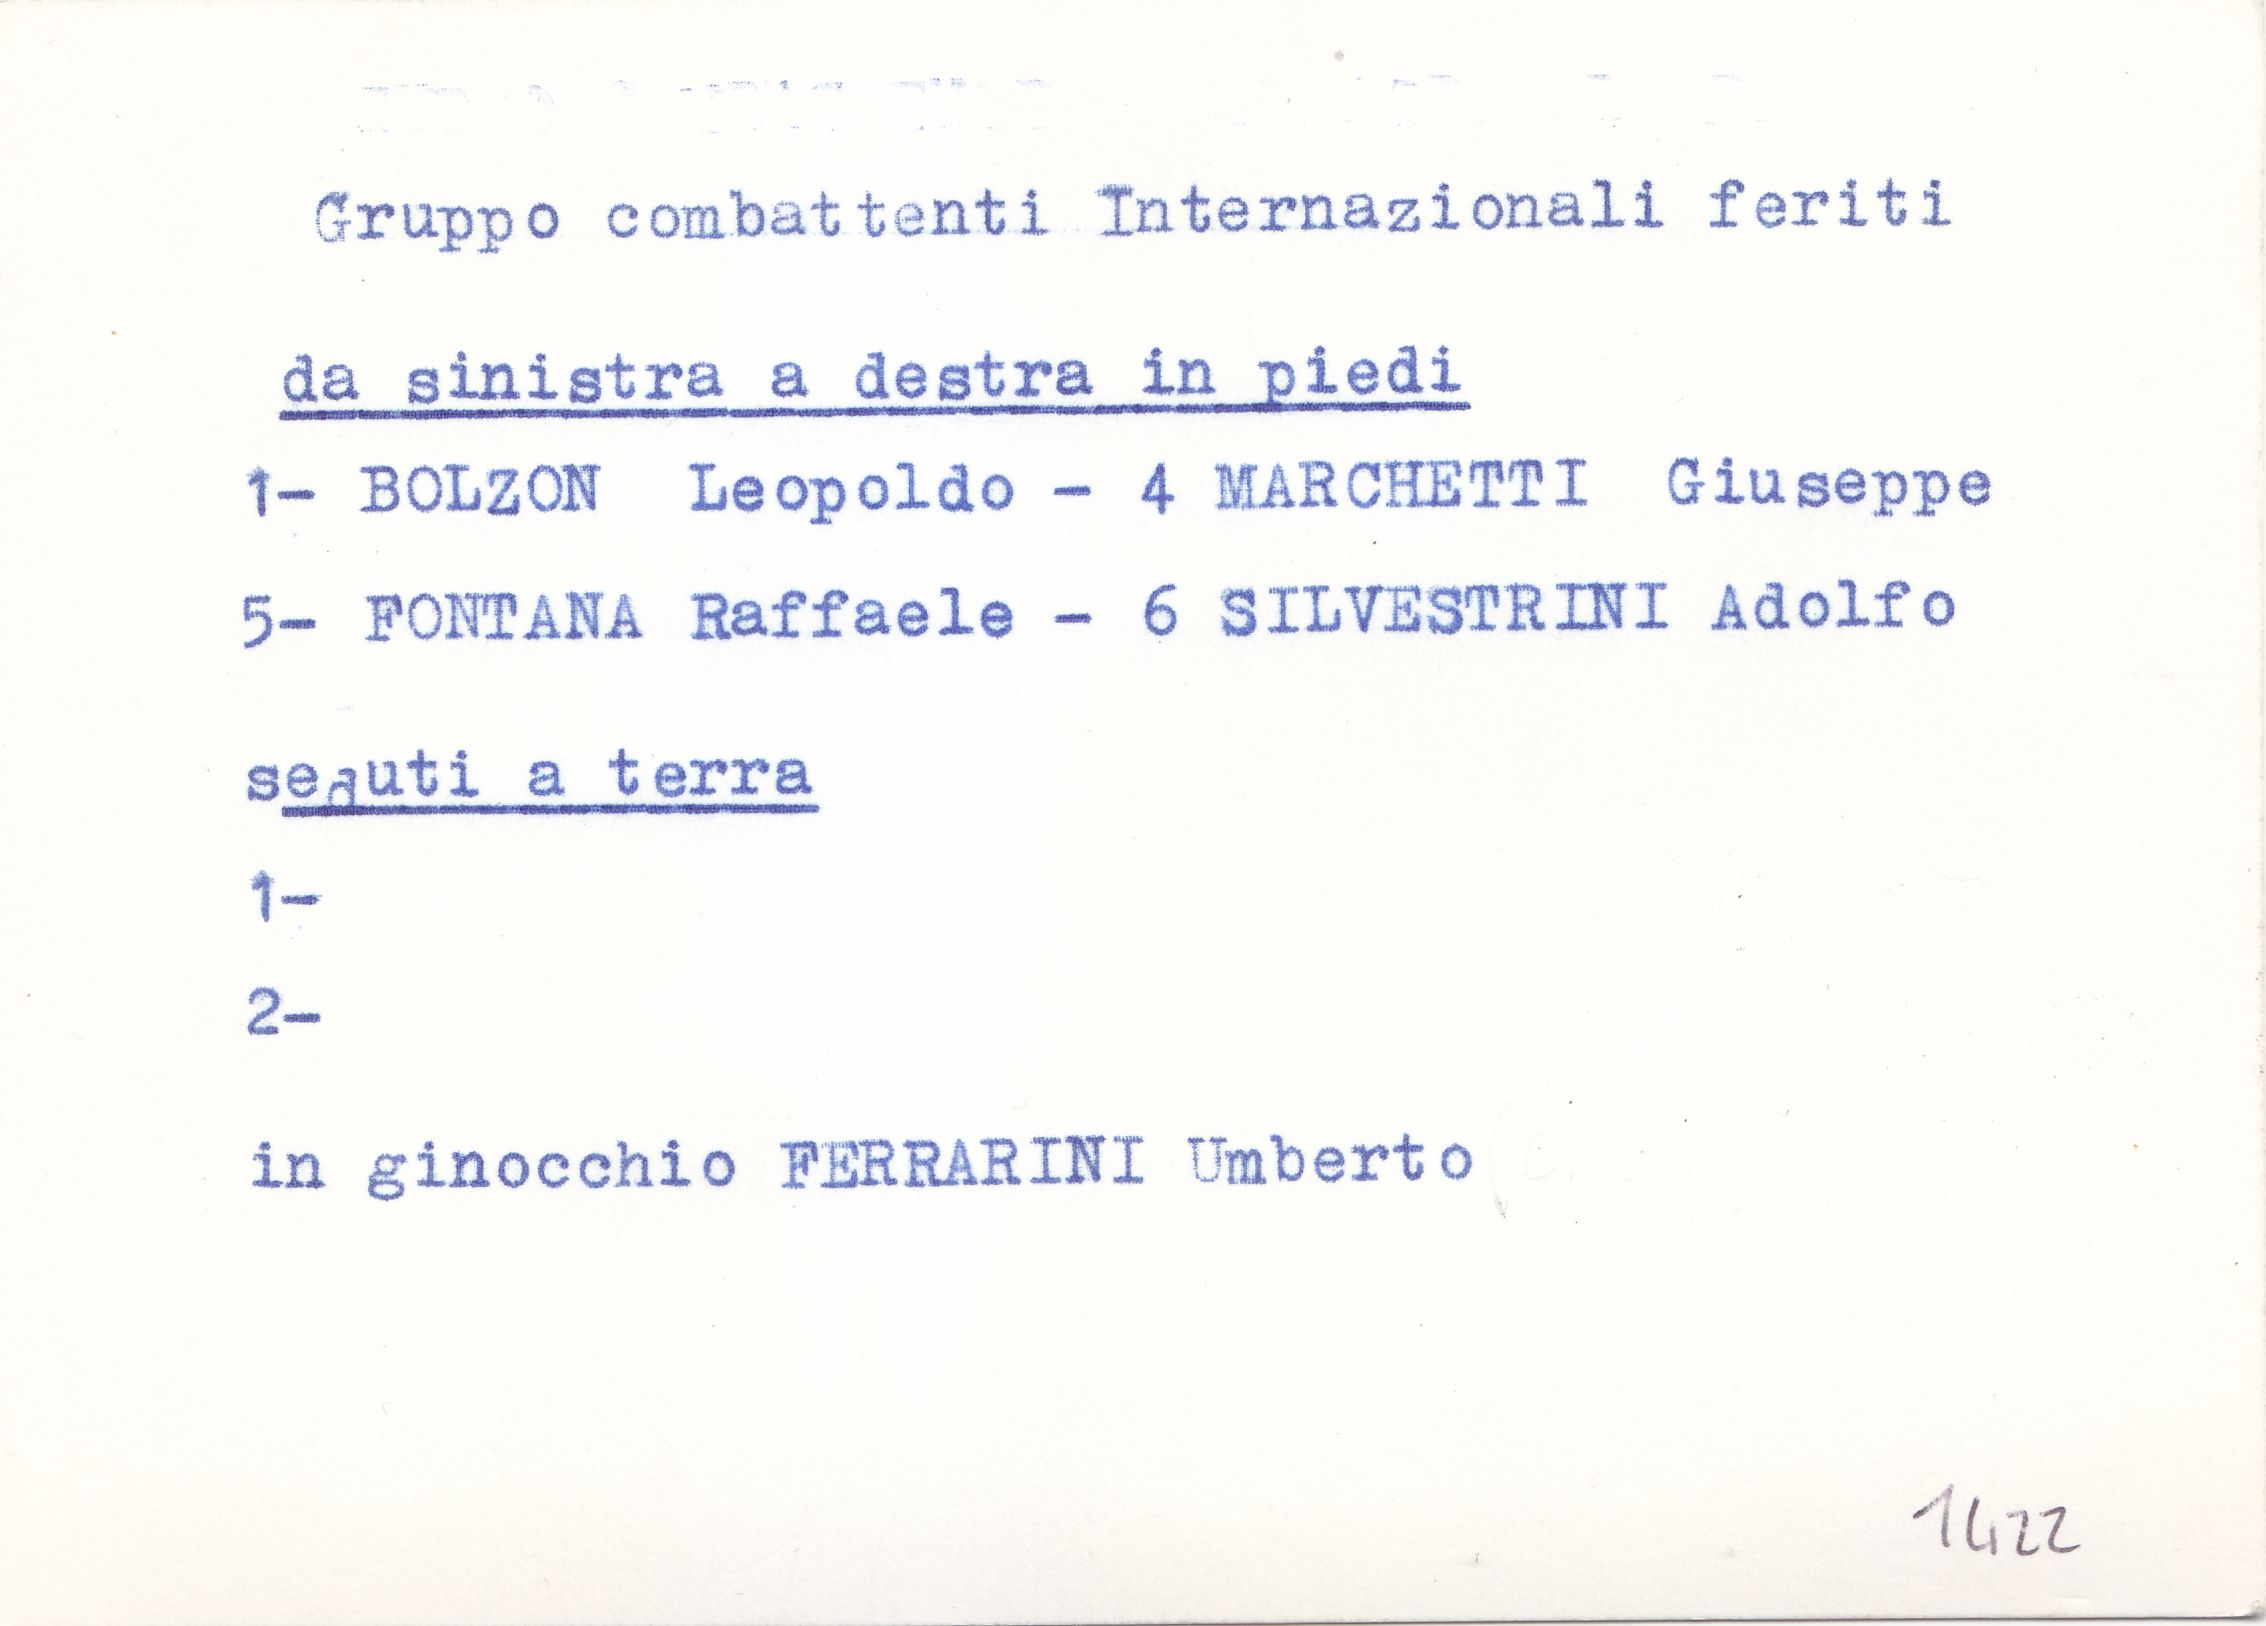 Gruppo combattenti Internazionali feriti
da sinistra a destra in piedi
1- BOLZON Leopoldo - 4 MARCHETTI Giuseppe
5- FONTANA Raffaele - 6 SILVESTRINI Adolfo
seduti a terra
1-
2-
in ginocchio FERRARINI Umberto
1422